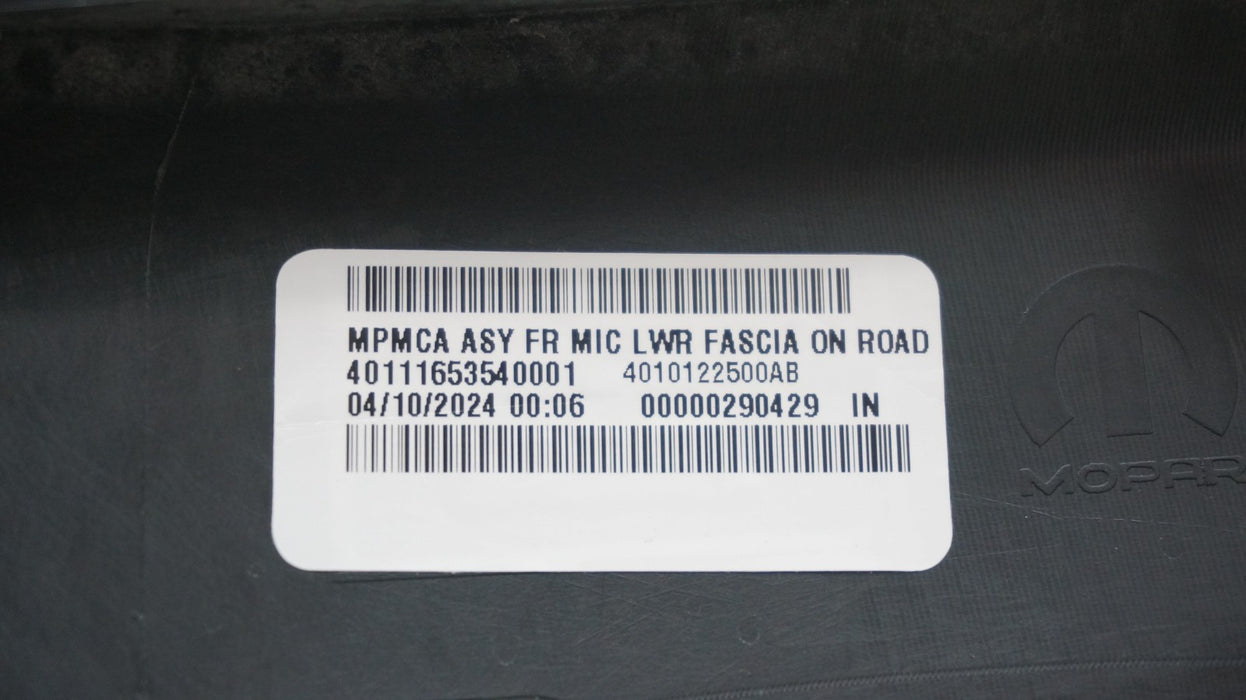 MPMCA ASY FR MIC LWR FASCIA ON ROAD
40111653540001 4010122500AB
04/10/2024 00:06 00000290429 IN
MOPAR